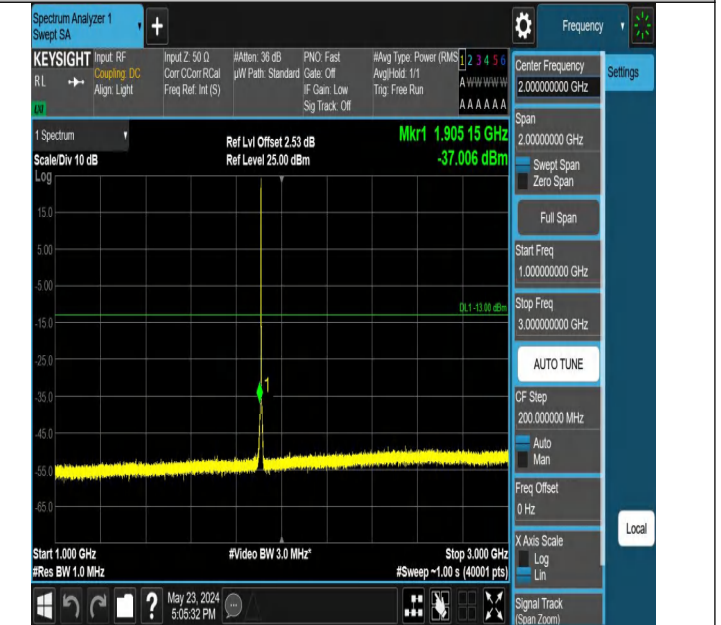 Spectrum Analyzer 1
Swept SA
+
Frequency
KEYSIGHT
RL
LXI
Input: RF
Coupling: DC
Align: Light
Input Z: 50 Ω
Corr CCorr RCal
Freq Ref: Int (S)
#Atten: 36 dB
µW Path: Standard
PNO: Fast
Gate: Off
IF Gain: Low
Sig Track: Off
#Avg Type: Power (RMS
Avg|Hold: 1/1
Trig: Free Run
1 2 3 4 5 6
A W W W W W
A A A A A A
1 Spectrum
Scale/Div 10 dB
Log
Ref Lvl Offset 2.53 dB
Ref Level 25.00 dBm
Mkr1 1.905 15 GHz
-37.006 dBm
15.0
5.00
-5.00
DL1 -13.00 dBm
-15.0
-25.0
1
-35.0
-45.0
-55.0
-65.0
Start 1.000 GHz
#Video BW 3.0 MHz*
Stop 3.000 GHz
#Res BW 1.0 MHz
#Sweep ~1.00 s (40001 pts)
May 23, 2024
5:05:32 PM
Center Frequency
2.000000000 GHz
Settings
Span
2.00000000 GHz
Swept Span
Zero Span
Full Span
Start Freq
1.000000000 GHz
Stop Freq
3.000000000 GHz
AUTO TUNE
CF Step
200.000000 MHz
Auto
Man
Freq Offset
0 Hz
Local
X Axis Scale
Log
Lin
Signal Track
(Span Zoom)